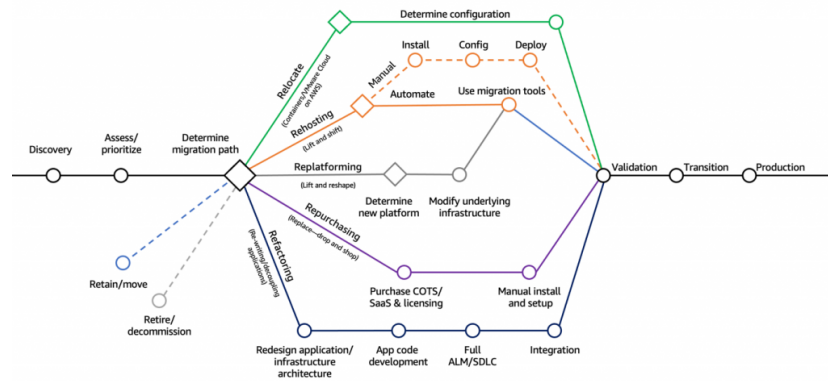 Determine configuration
Install
Config
Deploy
Manual
Relocate
(Containers/VMware Cloud
on AWS)
Automate
Use migration tools
Rehosting
(Lift and shift)
Discovery
Assess/
prioritize
Determine
migration path
Replatforming
(Lift and reshape)
Determine
new platform
Modify underlying
infrastructure
Validation
Transition
Production
Repurchasing
(Replace—drop and shop)
Refactoring
(Re-writing/decoupling
applications)
Retain/move
Retire/
decommission
Purchase COTS/
SaaS & licensing
Manual install
and setup
Redesign application/
infrastructure
architecture
App code
development
Full
ALM/SDLC
Integration